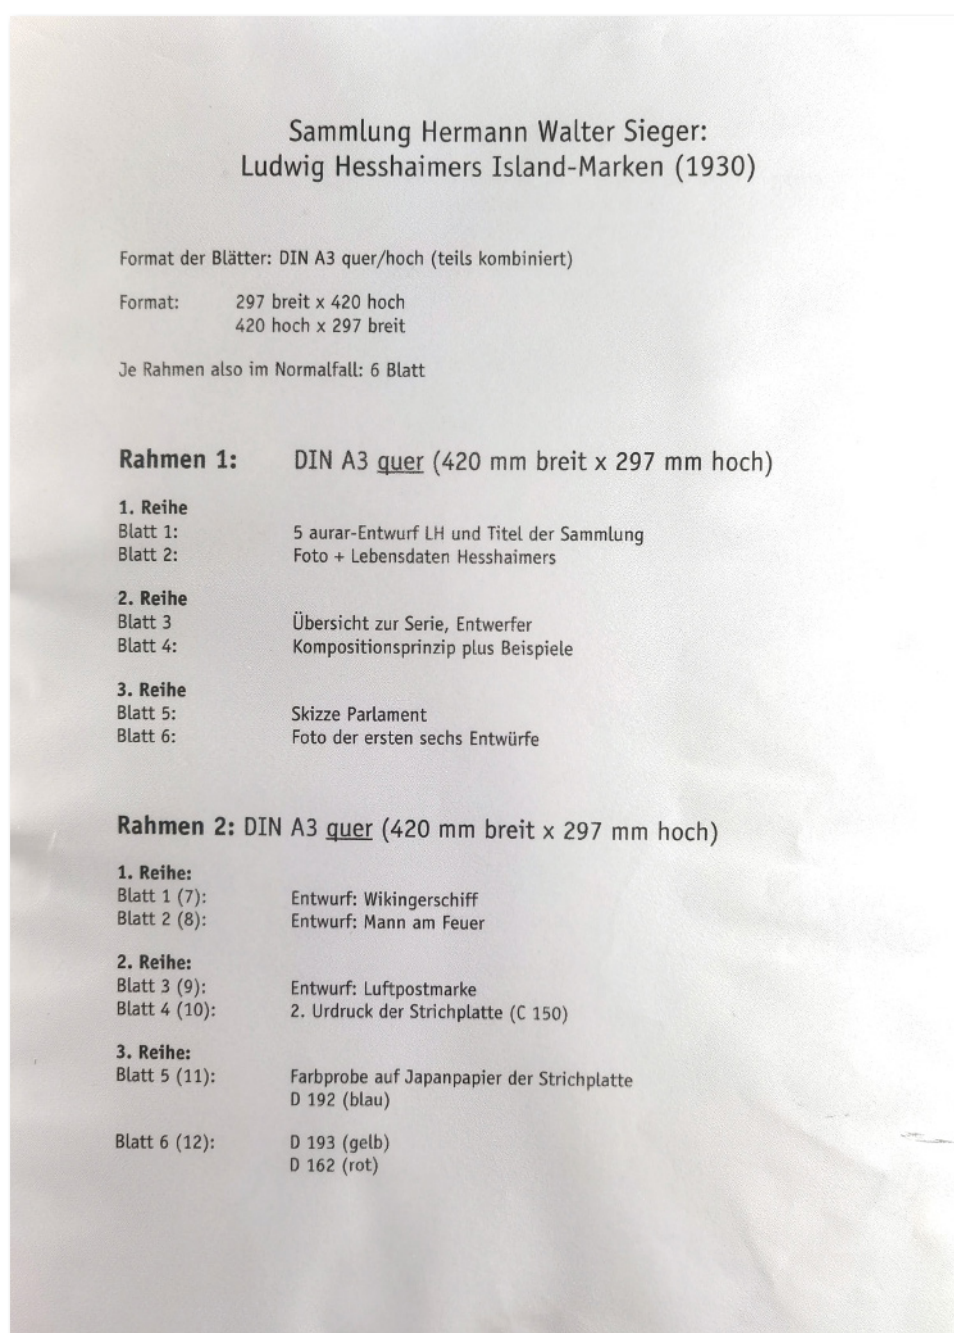 Sammlung Hermann Walter Sieger:
Ludwig Hesshaimers Island-Marken (1930)
Format der Blätter: DIN A3 quer/hoch (teils kombiniert)
Format: 297 breit x 420 hoch
420 hoch x 297 breit
Je Rahmen also im Normalfall: 6 Blatt
Rahmen 1: DIN A3 quer (420 mm breit x 297 mm hoch)
1. Reihe
Blatt 1: 5 aurar-Entwurf LH und Titel der Sammlung
Blatt 2: Foto + Lebensdaten Hesshaimers
2. Reihe
Blatt 3 Übersicht zur Serie, Entwerfer
Blatt 4: Kompositionsprinzip plus Beispiele
3. Reihe
Blatt 5: Skizze Parlament
Blatt 6: Foto der ersten sechs Entwürfe
Rahmen 2: DIN A3 quer (420 mm breit x 297 mm hoch)
1. Reihe:
Blatt 1 (7): Entwurf: Wikingerschiff
Blatt 2 (8): Entwurf: Mann am Feuer
2. Reihe:
Blatt 3 (9): Entwurf: Luftpostmarke
Blatt 4 (10): 2. Urdruck der Strichplatte (C 150)
3. Reihe:
Blatt 5 (11): Farbprobe auf Japanpapier der Strichplatte
D 192 (blau)
Blatt 6 (12): D 193 (gelb)
D 162 (rot)